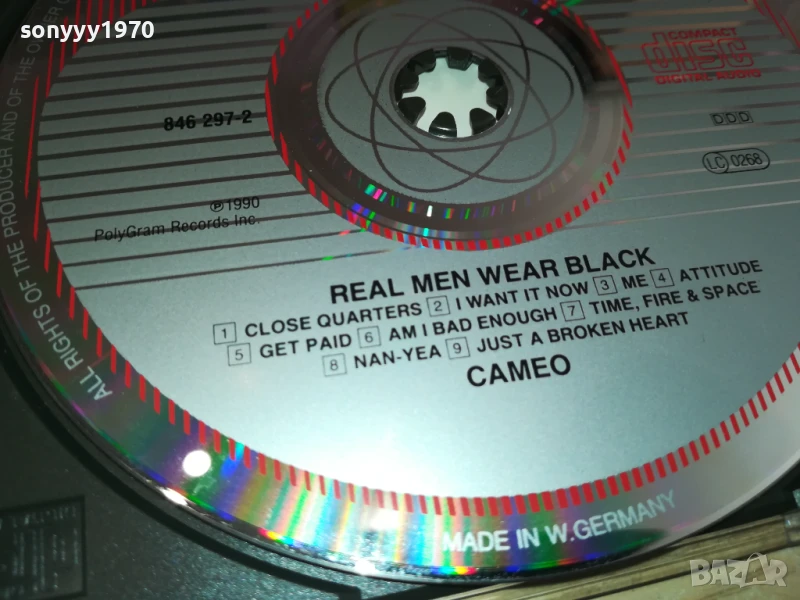 sonyyy1970
COMPACT
DISC
DIGITAL AUDIO
846 297-2
DDD
LC 0268
℗1990
PolyGram Records Inc.
REAL MEN WEAR BLACK
1 CLOSE QUARTERS 2 I WANT IT NOW 3 ME 4 ATTITUDE
5 GET PAID 6 AM I BAD ENOUGH 7 TIME, FIRE & SPACE
8 NAN-YEA 9 JUST A BROKEN HEART
CAMEO
ALL RIGHTS OF THE PRODUCER AND OF THE OWNER O
MADE IN W.GERMANY
BAZAR